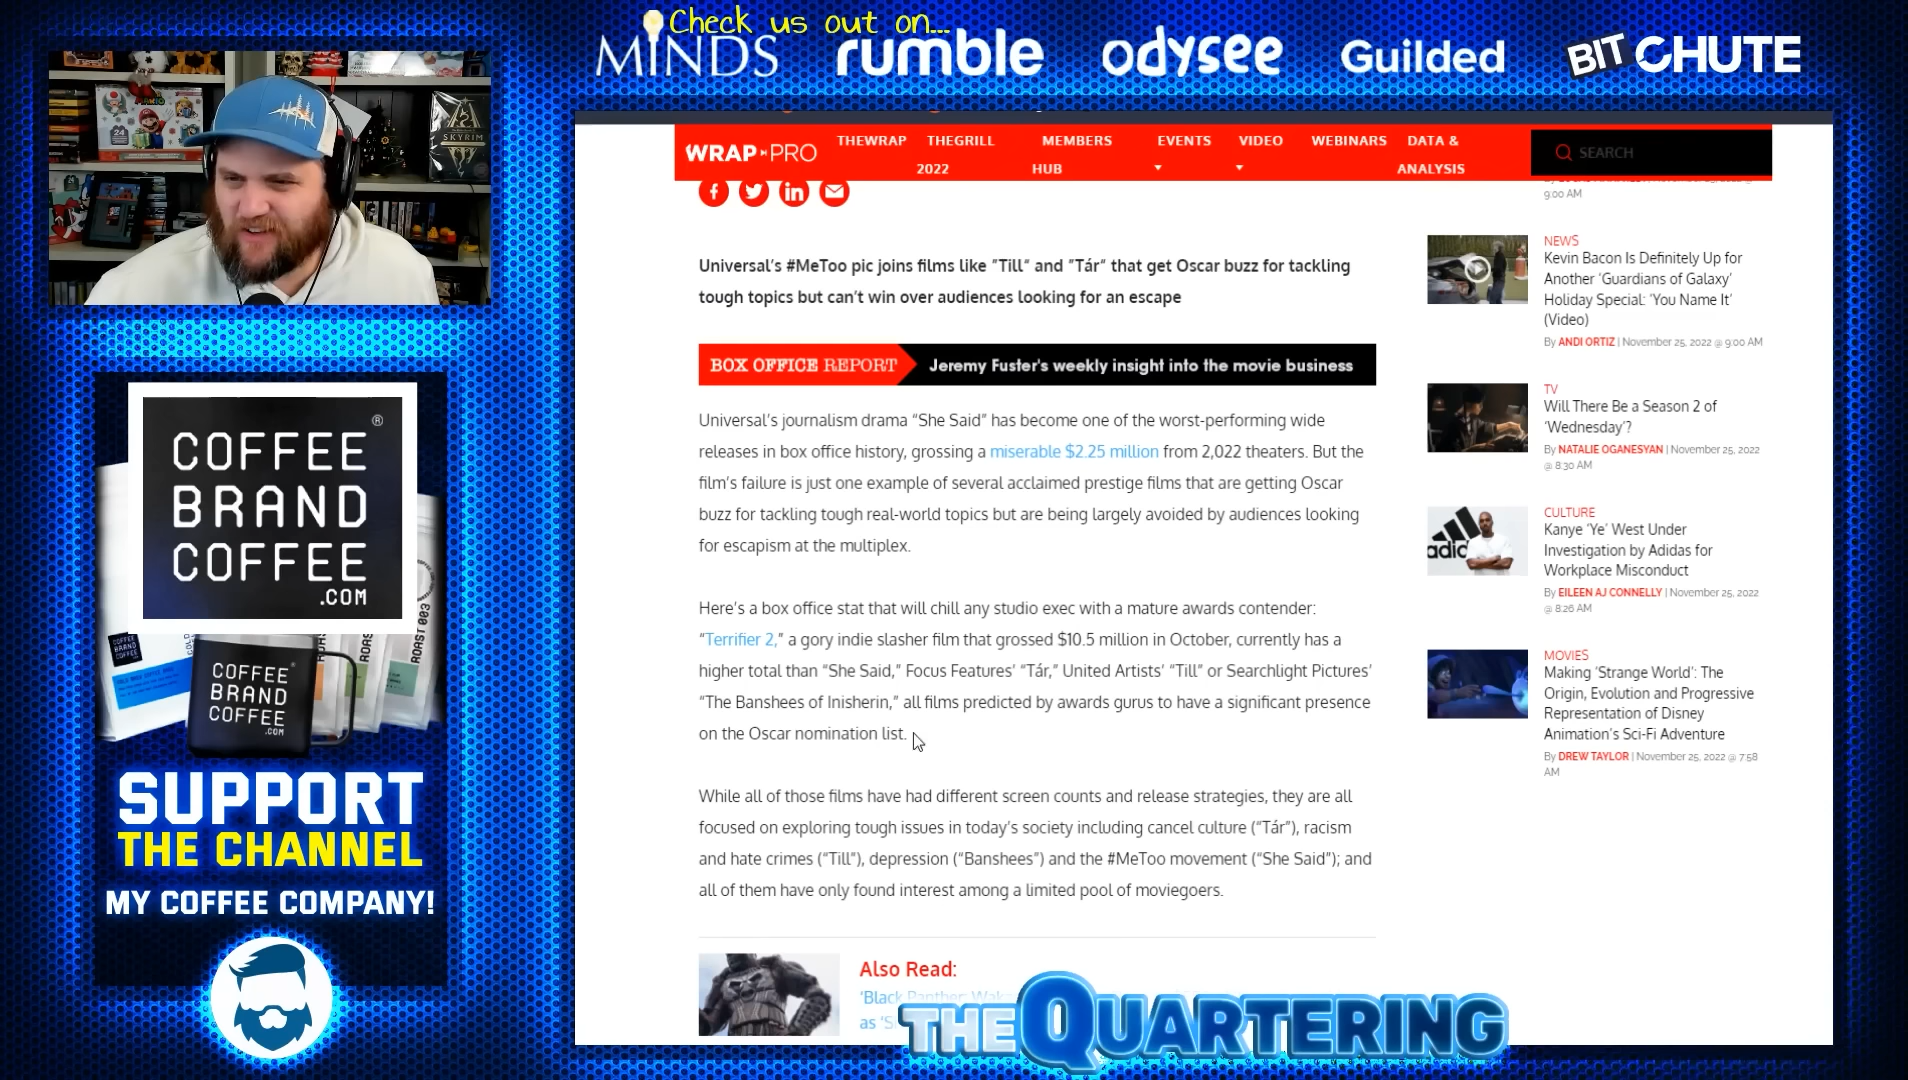 Check us out on...
MINDS
rumble
odysee
Guilded
BITCHUTE
SKYRIM
WRAP PRO
THEWRAP
THEGRILL 2022
MEMBERS HUB
EVENTS
VIDEO
WEBINARS
DATA & ANALYSIS
SEARCH
Universal's #MeToo pic joins films like "Till" and "Tár" that get Oscar buzz for tackling
tough topics but can't win over audiences looking for an escape
BOX OFFICE REPORT
Jeremy Fuster's weekly insight into the movie business
Universal's journalism drama “She Said” has become one of the worst-performing wide
releases in box office history, grossing a miserable $2.25 million from 2,022 theaters. But the
film's failure is just one example of several acclaimed prestige films that are getting Oscar
buzz for tackling tough real-world topics but are being largely avoided by audiences looking
for escapism at the multiplex.
Here's a box office stat that will chill any studio exec with a mature awards contender:
“Terrifier 2,” a gory indie slasher film that grossed $10.5 million in October, currently has a
higher total than “She Said,” Focus Features' “Tár,” United Artists' “Till” or Searchlight Pictures'
“The Banshees of Inisherin,” all films predicted by awards gurus to have a significant presence
on the Oscar nomination list.
While all of those films have had different screen counts and release strategies, they are all
focused on exploring tough issues in today's society including cancel culture (“Tár”), racism
and hate crimes (“Till”), depression (“Banshees”) and the #MeToo movement (“She Said”); and
all of them have only found interest among a limited pool of moviegoers.
Also Read:
'Black Panther:
as
9:00 AM
NEWS
Kevin Bacon Is Definitely Up for
Another ‘Guardians of Galaxy’
Holiday Special: ‘You Name It’
(Video)
By ANDI ORTIZ | November 25, 2022 @ 9:00 AM
TV
Will There Be a Season 2 of
‘Wednesday’?
By NATALIE OGANESYAN | November 25, 2022
@ 8:30 AM
CULTURE
Kanye ‘Ye’ West Under
Investigation by Adidas for
Workplace Misconduct
By EILEEN AJ CONNELLY | November 25, 2022
@ 8:26 AM
MOVIES
Making ‘Strange World’: The
Origin, Evolution and Progressive
Representation of Disney
Animation's Sci-Fi Adventure
By DREW TAYLOR | November 25, 2022 @ 7:58
AM
adidas
COFFEE ®
BRAND
COFFEE
.COM
ROAST 003
COFFEE
BRAND
COFFEE
.COM
SUPPORT
THE CHANNEL
MY COFFEE COMPANY!
THE QUARTERING